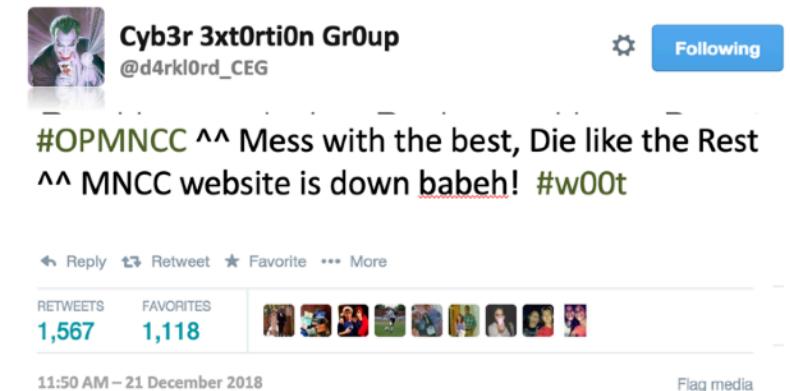 Cyb3r 3xt0rti0n Gr0up
@d4rkl0rd_CEG
Following
#OPMNCC ^^ Mess with the best, Die like the Rest
^^ MNCC website is down babeh! #w00t
Reply Retweet Favorite More
RETWEETS FAVORITES
1,567 1,118
11:50 AM – 21 December 2018
Flag media